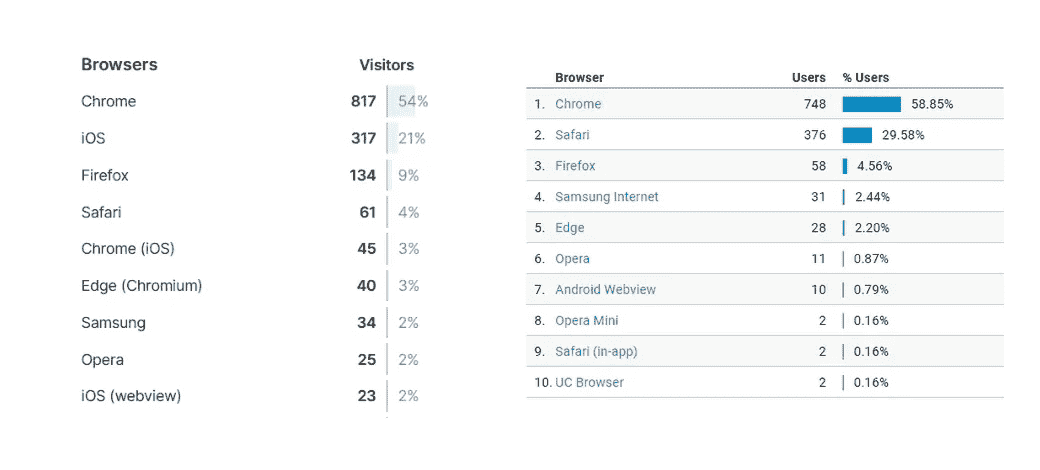 Browsers Visitors
Chrome 817 54%
iOS 317 21%
Firefox 134 9%
Safari 61 4%
Chrome (iOS) 45 3%
Edge (Chromium) 40 3%
Samsung 34 2%
Opera 25 2%
iOS (webview) 23 2%
Browser Users % Users
1. Chrome 748 58.85%
2. Safari 376 29.58%
3. Firefox 58 4.56%
4. Samsung Internet 31 2.44%
5. Edge 28 2.20%
6. Opera 11 0.87%
7. Android Webview 10 0.79%
8. Opera Mini 2 0.16%
9. Safari (in-app) 2 0.16%
10. UC Browser 2 0.16%